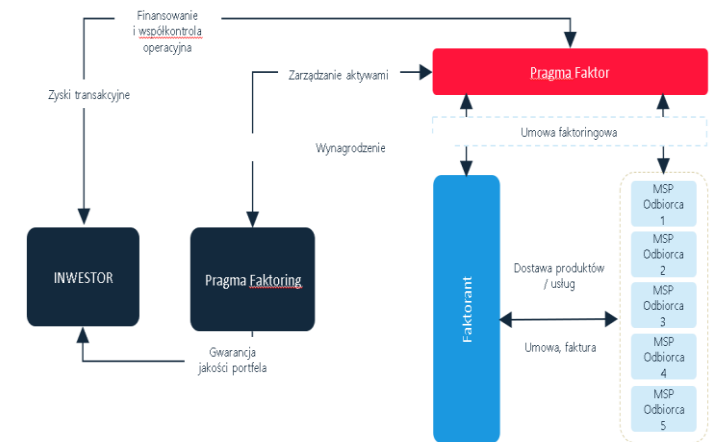 Finansowanie
i współkontrola
operacyjna
Zyski transakcyjne
Zarządzanie aktywami
Pragma Faktor
Wynagrodzenie
Umowa faktoringowa
INWESTOR
Pragma Faktoring
Faktorant
Dostawa produktów
/ usług
Umowa, faktura
MSP
Odbiorca
1
MSP
Odbiorca
2
MSP
Odbiorca
3
MSP
Odbiorca
4
MSP
Odbiorca
5
Gwarancja
jakości portfela